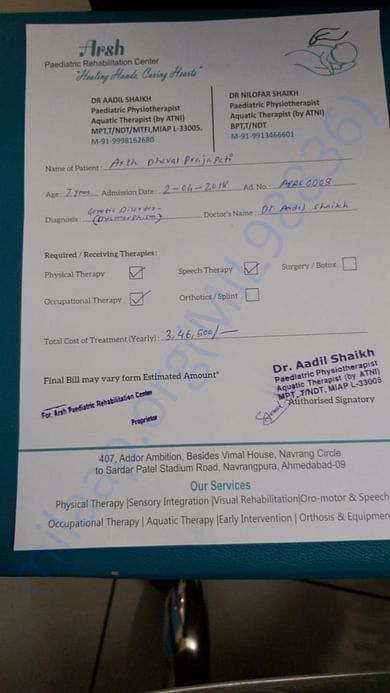 Arsh
Paediatric Rehabilitation Center
"Healing Hands, Caring Hearts"
DR AADIL SHAIKH
Paediatric Physiotherapist
Aquatic Therapist (by ATNI)
MPT,T/NDT/MTFI,MIAP L-33005.
M-91-9998162680
DR NILOFAR SHAIKH
Paediatric Physiotherapist
Aquatic Therapist (by ATNI)
BPT,T/NDT
M-91-9913466601
Name of Patient : Arth Dhaval Prajapati
Age : 7 years Admission Date : 2-04-2018 Ad. No.: APRC0008
Diagnosis : Genetic Disorder- (Dysmorphism) Doctor's Name : Dr. Aadil Shaikh
Required / Receiving Therapies :
Physical Therapy Speech Therapy Surgery / Botox
Occupational Therapy Orthotics / Splint
Total Cost of Treatment (Yearly) : 3,46,500/-
Final Bill may vary form Estimated Amount*
Dr. Aadil Shaikh
Paediatric Physiotherapist
Aquatic Therapist (by ATNI)
MPT, T/NDT, MIAP L-33005
For, Arsh Paediatric Rehabilitation Center
Proprietor
Authorised Signatory
407, Addor Ambition, Besides Vimal House, Navrang Circle
to Sardar Patel Stadium Road, Navrangpura, Ahmedabad-09
Our Services
Physical Therapy |Sensory Integration |Visual Rehabilitation|Oro-motor & Speech
Occupational Therapy | Aquatic Therapy |Early Intervention | Orthosis & Equipmen
milaap.org(MIL98836)